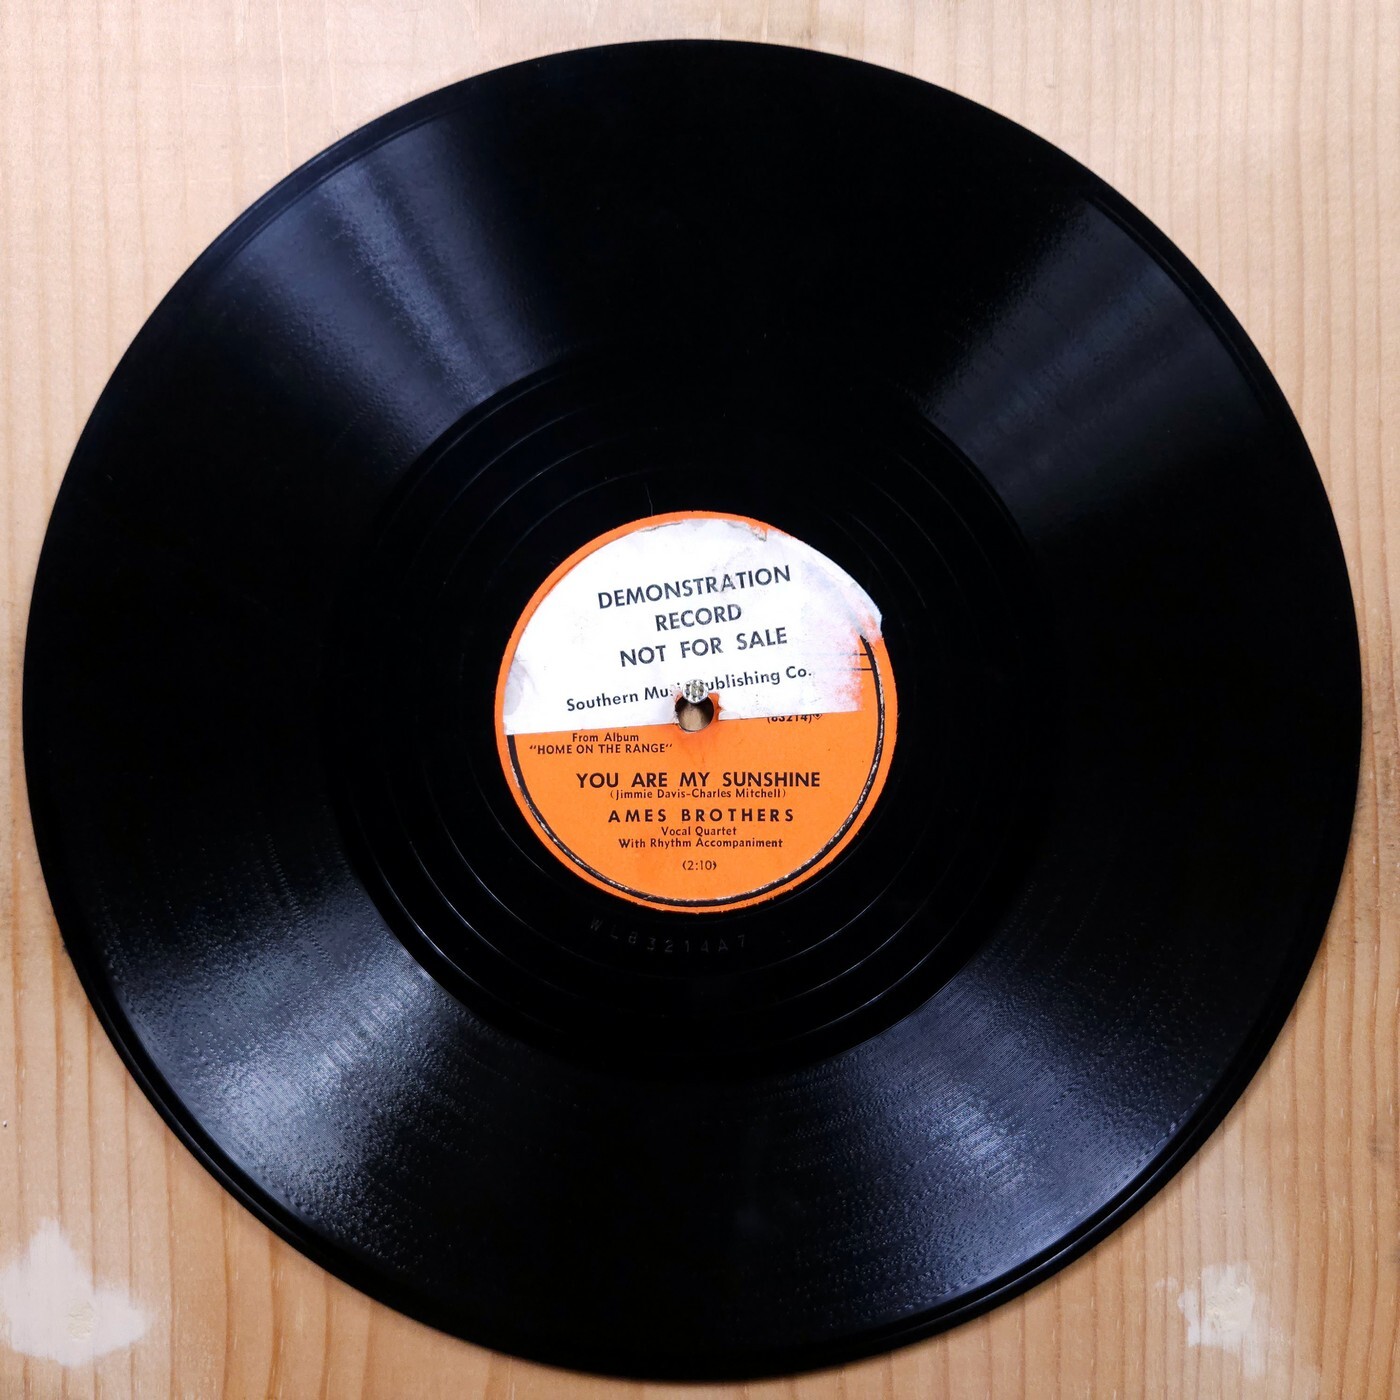 DEMONSTRATION
RECORD
NOT FOR SALE
Southern Publishing Co.
(83214)
From Album
"HOME ON THE RANGE"
YOU ARE MY SUNSHINE
(Jimmie Davis-Charles Mitchell)
AMES BROTHERS
Vocal Quartet
With Rhythm Accompaniment
(2:10)
WL83214A7